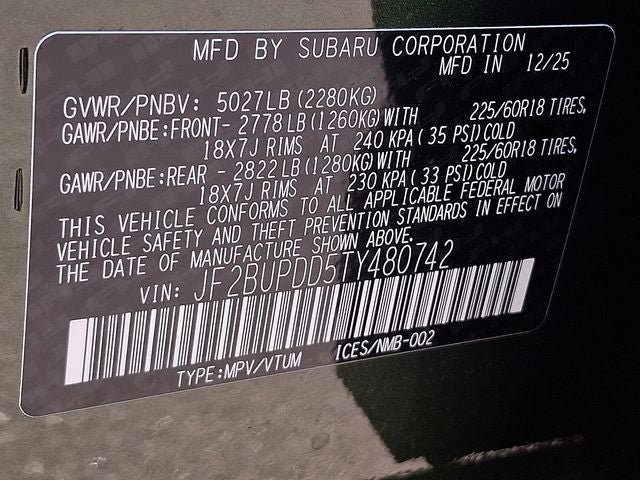 MFD BY SUBARU CORPORATION
MFD IN 12/25
GVWR/PNBV: 5027LB (2280KG)
GAWR/PNBE:FRONT- 2778 LB (1260KG) WITH 225/60R18 TIRES,
18X7J RIMS AT 240 KPA (35 PSI) COLD
GAWR/PNBE:REAR - 2822 LB (1280KG) WITH 225/60R18 TIRES,
18X7J RIMS AT 230 KPA (33 PSI) COLD
THIS VEHICLE CONFORMS TO ALL APPLICABLE FEDERAL MOTOR
VEHICLE SAFETY AND THEFT PREVENTION STANDARDS IN EFFECT ON
THE DATE OF MANUFACTURE SHOWN ABOVE.
VIN: JF2BUPDD5TY480742
ICES/NMB-002
TYPE:MPV/VTUM